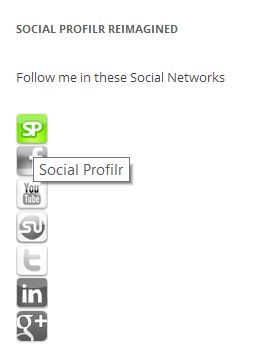 SOCIAL PROFILR REIMAGINED
Follow me in these Social Networks
SP
f
Social Profilr
You
Tube
SU
t
in
g+